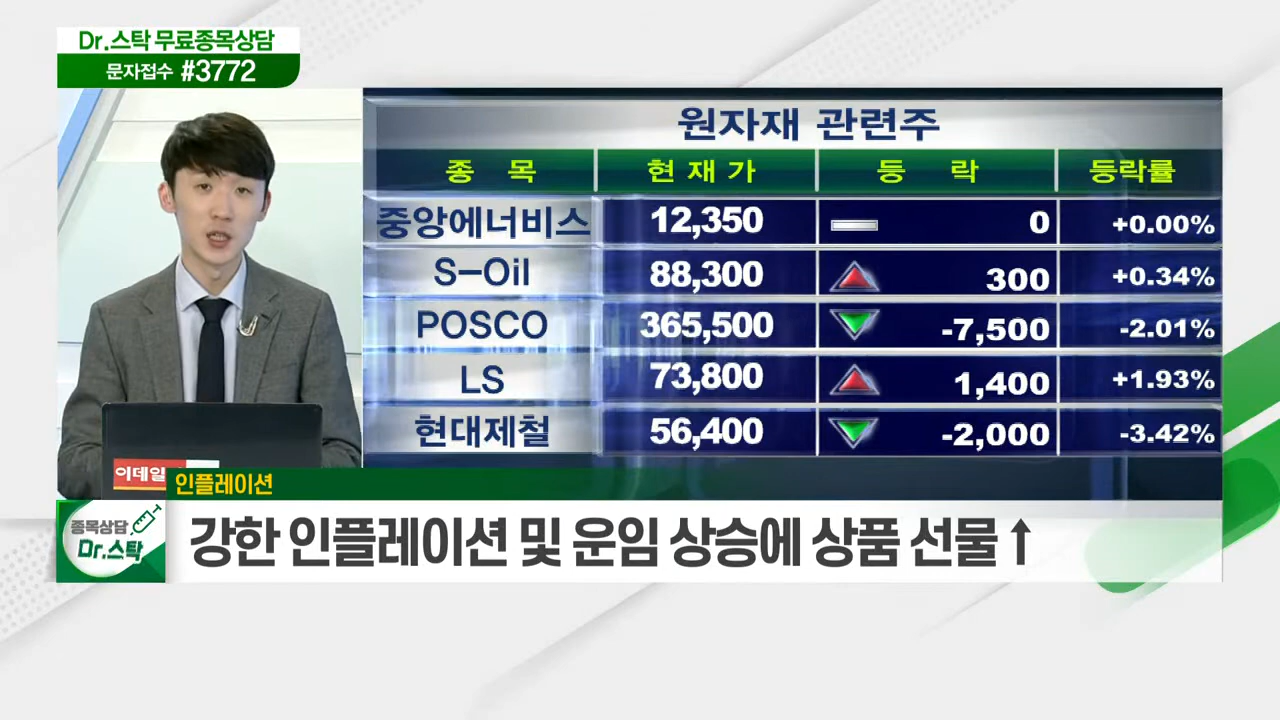 Dr.스탁 무료종목상담
문자접수 #3772
원자재 관련주
종 목 현 재 가 등 락 등락률
중앙에너비스 12,350 0 +0.00%
S-Oil 88,300 300 +0.34%
POSCO 365,500 -7,500 -2.01%
LS 73,800 1,400 +1.93%
현대제철 56,400 -2,000 -3.42%
이데일
인플레이션
종목상담
Dr.스탁
강한 인플레이션 및 운임 상승에 상품 선물↑